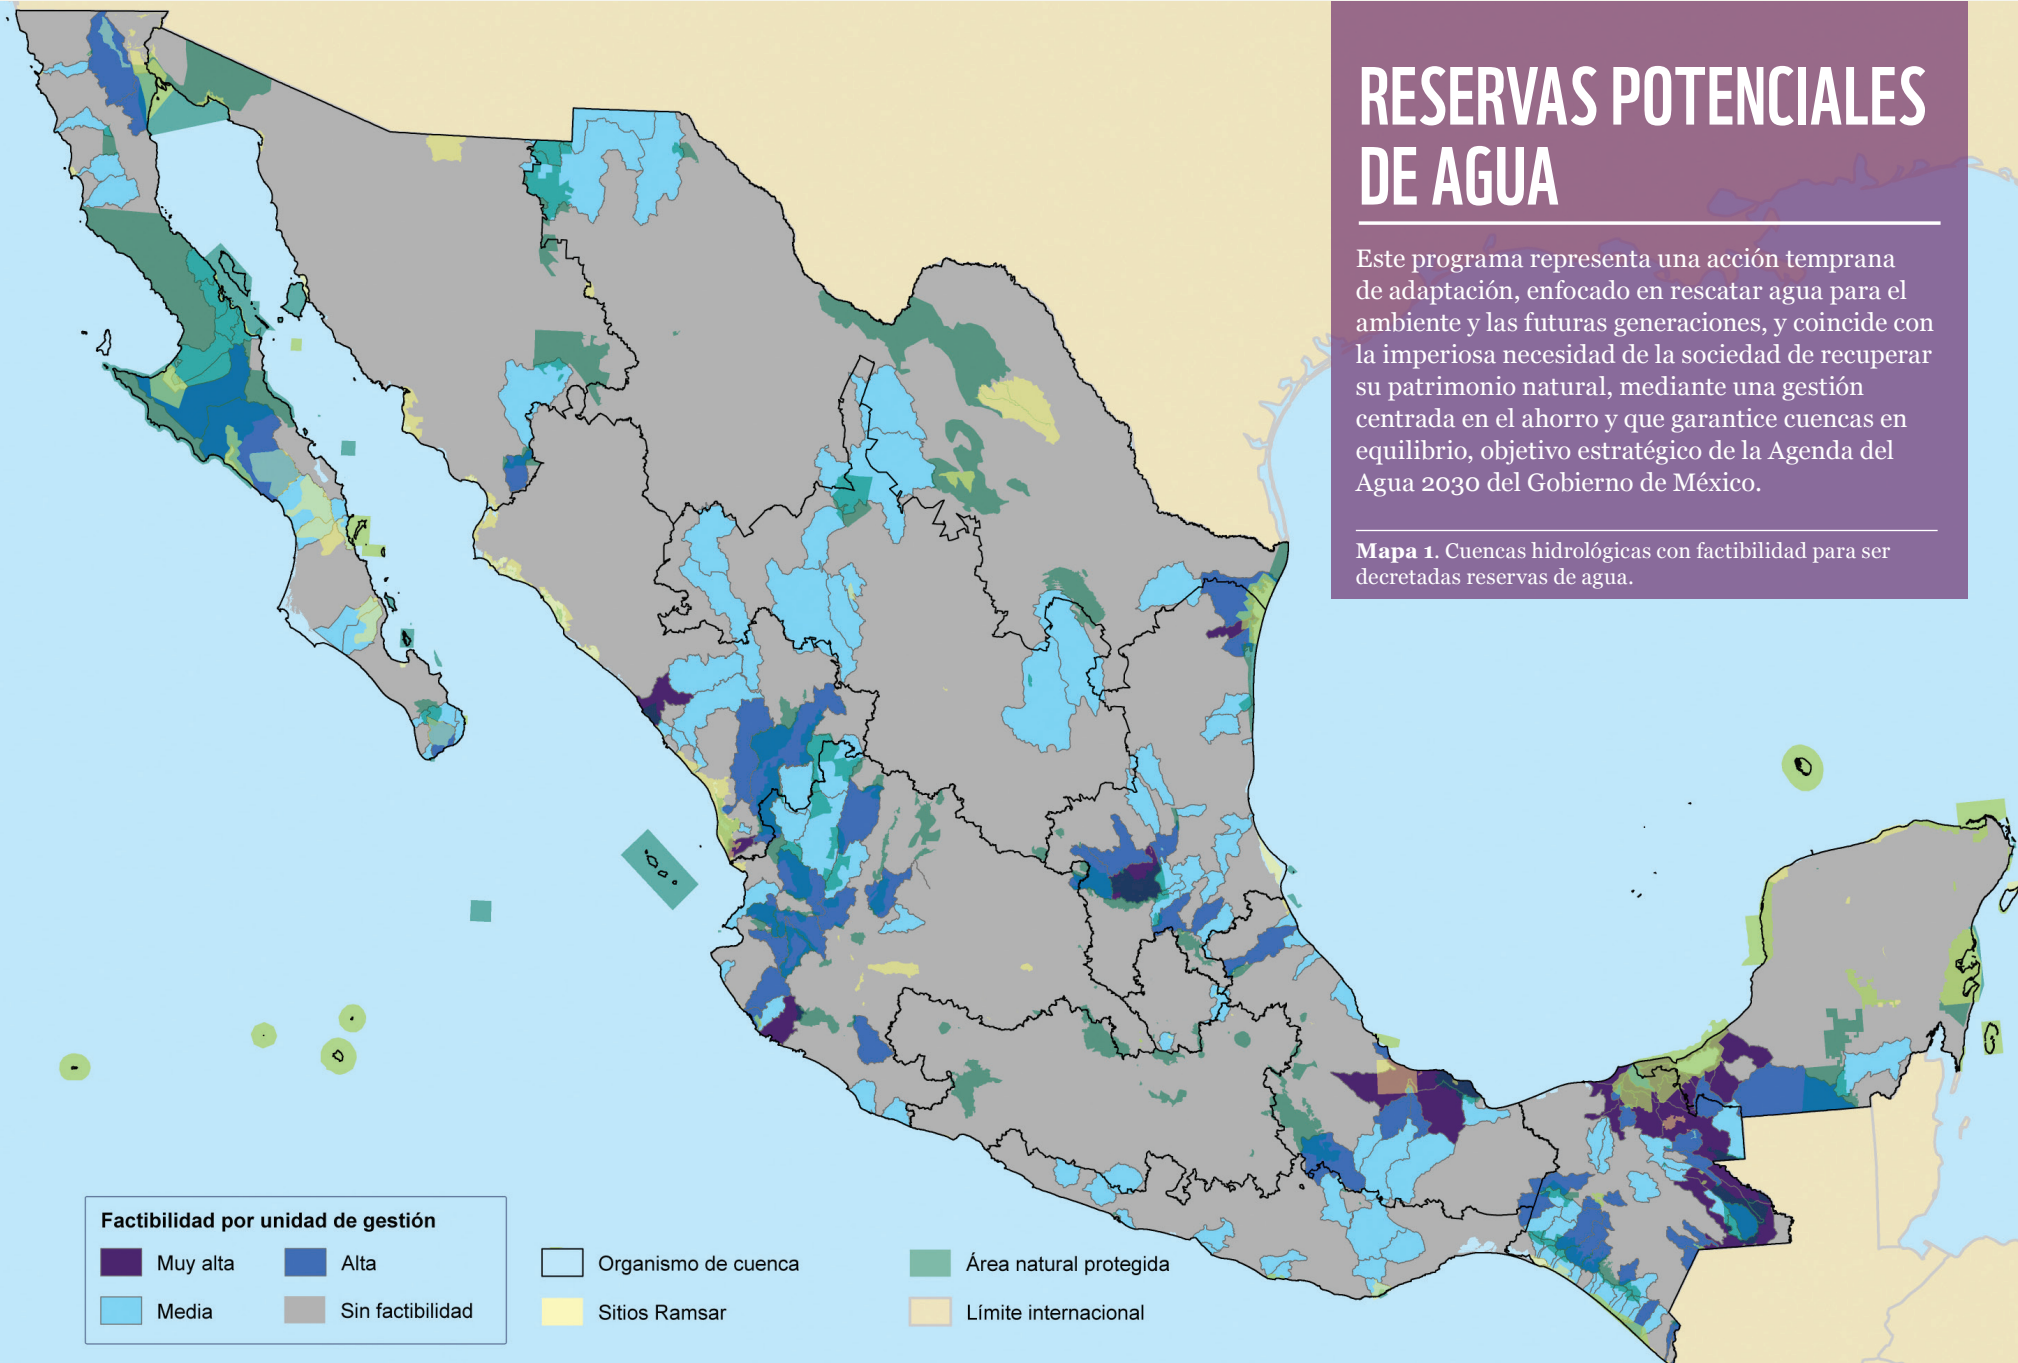 RESERVAS POTENCIALES
DE AGUA
Este programa representa una acción temprana
de adaptación, enfocado en rescatar agua para el
ambiente y las futuras generaciones, y coincide con
la imperiosa necesidad de la sociedad de recuperar
su patrimonio natural, mediante una gestión
centrada en el ahorro y que garantice cuencas en
equilibrio, objetivo estratégico de la Agenda del
Agua 2030 del Gobierno de México.
Mapa 1. Cuencas hidrológicas con factibilidad para ser
decretadas reservas de agua.
Factibilidad por unidad de gestión
Muy alta
Alta
Media
Sin factibilidad
Organismo de cuenca
Sitios Ramsar
Área natural protegida
Límite internacional